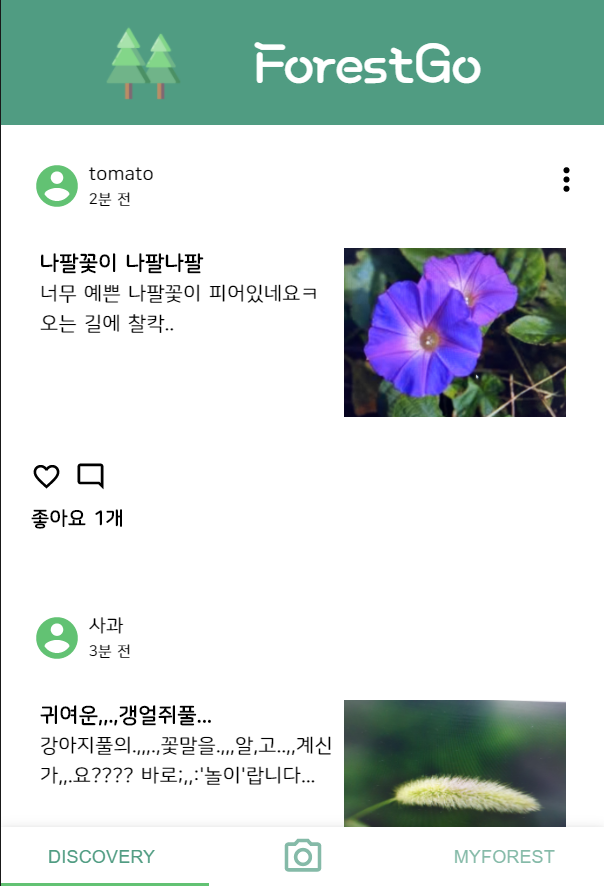 ForestGo
tomato
2분 전
나팔꽃이 나팔나팔
너무 예쁜 나팔꽃이 피어있네요ㅋ
오는 길에 찰칵..
좋아요 1개
사과
3분 전
귀여운,,.,갱얼쥐풀...
강아지풀의.,,,.,꽃말을.,,,알,고..,,계신
가,,.요???? 바로;,,:'놀이'랍니다...
DISCOVERY
MYFOREST